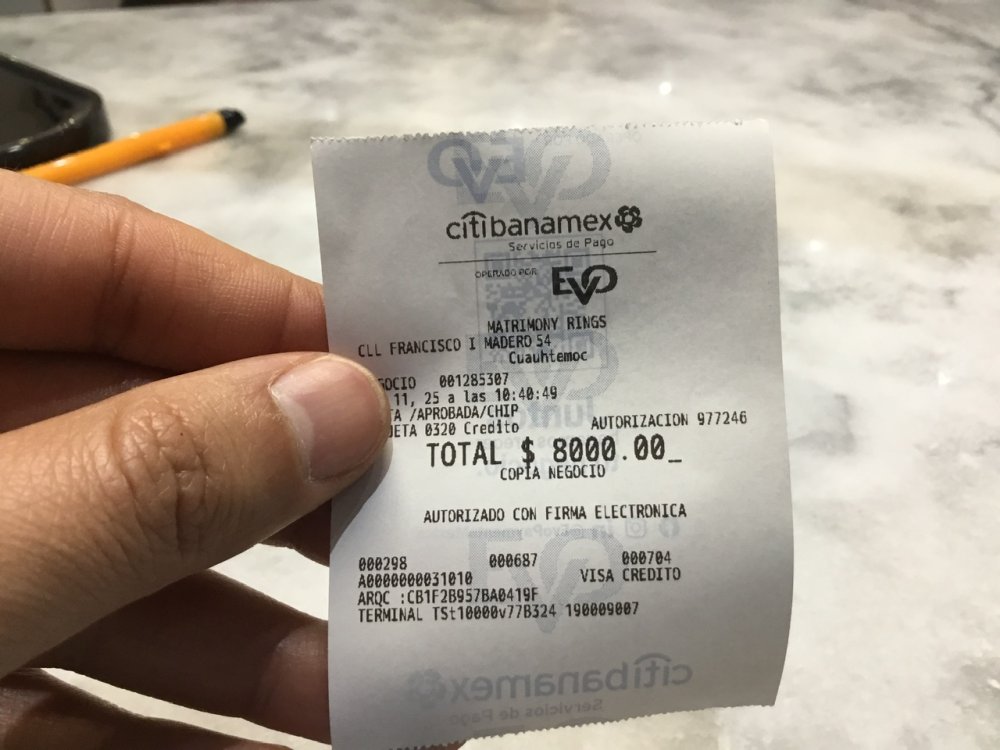 citibanamex
Servicios de Pago
OPERADO POR EVO
MATRIMONY RINGS
CLL FRANCISCO I MADERO 54
Cuauhtemoc
GOCIO 001285307
11, 25 a las 10:40:49
TA /APROBADA/CHIP
JETA 0320 Credito AUTORIZACION 977246
TOTAL $ 8000.00_
COPIA NEGOCIO
AUTORIZADO CON FIRMA ELECTRONICA
000298 000687 000704
A0000000031010 VISA CREDITO
ARQC :CB1F2B957BA0419F
TERMINAL TSt10000v77B324 190009007
citibanamex
Servicios de Pago